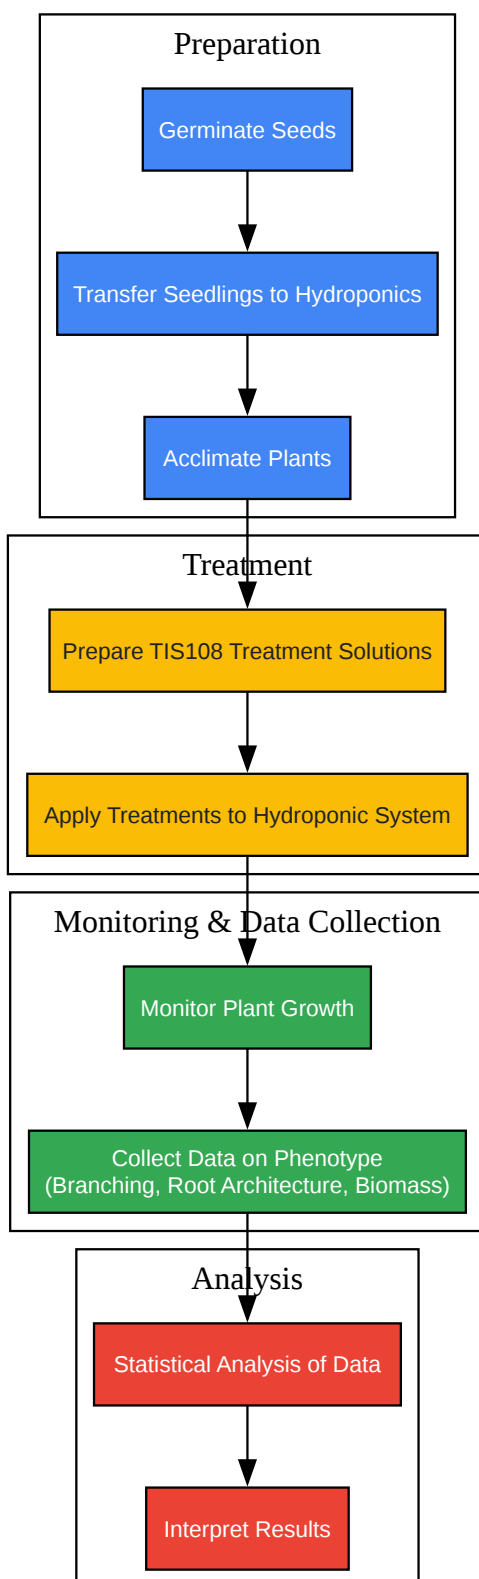 Preparation
Germinate Seeds
Transfer Seedlings to Hydroponics
Acclimate Plants
Treatment
Prepare TIS108 Treatment Solutions
Apply Treatments to Hydroponic System
Monitoring & Data Collection
Monitor Plant Growth
Collect Data on Phenotype
(Branching, Root Architecture, Biomass)
Analysis
Statistical Analysis of Data
Interpret Results